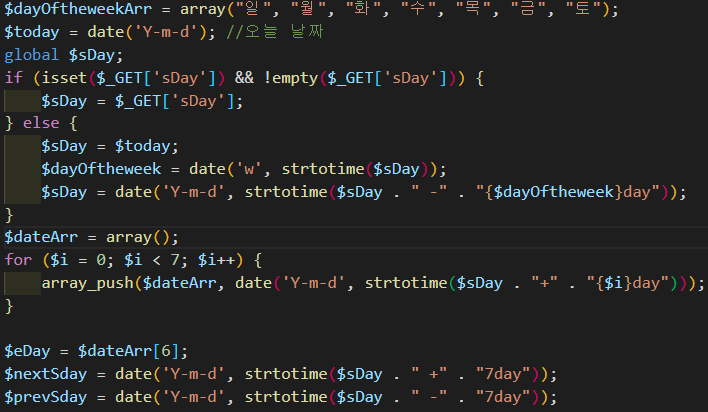 $dayOftheweekArr = array("일", "월", "화", "수", "목", "금", "토");
$today = date('Y-m-d'); //오늘 날짜
global $sDay;
if (isset($_GET['sDay']) && !empty($_GET['sDay'])) {
    $sDay = $_GET['sDay'];
} else {
    $sDay = $today;
    $dayOftheweek = date('w', strtotime($sDay));
    $sDay = date('Y-m-d', strtotime($sDay . " -" . "{$dayOftheweek}day"));
}
$dateArr = array();
for ($i = 0; $i < 7; $i++) {
    array_push($dateArr, date('Y-m-d', strtotime($sDay . "+" . "{$i}day")));
}

$eDay = $dateArr[6];
$nextSday = date('Y-m-d', strtotime($sDay . " +" . "7day"));
$prevSday = date('Y-m-d', strtotime($sDay . " -" . "7day"));